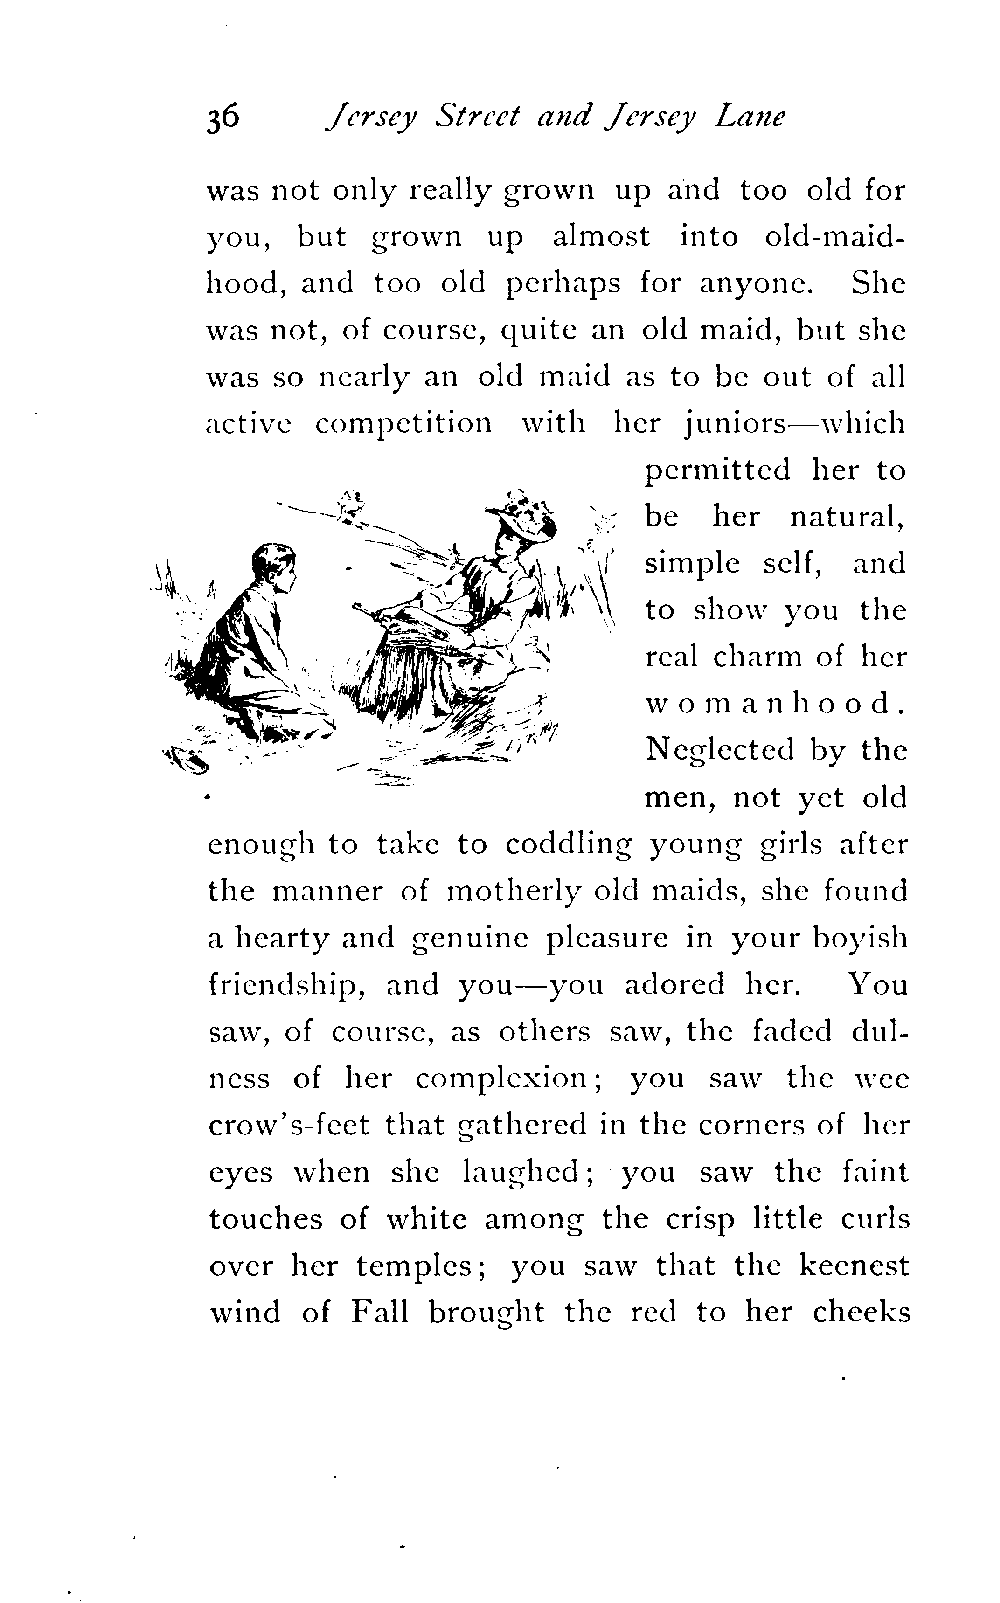 36 Jersey Street and Jersey Lane
was not only really grown up and too old for
you, but grown up almost into old-maid-
hood, and too old perhaps for anyone. She
was not, of course, quite an old maid, but she
was so nearly an old maid as to be out of all
active competition with her juniors—which
permitted her to
be her natural,
simple self, and
to show you the
real charm of her
womanhood.
Neglected by the
men, not yet old
enough to take to coddling young girls after
the manner of motherly old maids, she found
a hearty and genuine pleasure in your boyish
friendship, and you—you adored her. You
saw, of course, as others saw, the faded dul-
ness of her complexion; you saw the wee
crow's-feet that gathered in the corners of her
eyes when she laughed; you saw the faint
touches of white among the crisp little curls
over her temples; you saw that the keenest
wind of Fall brought the red to her cheeks